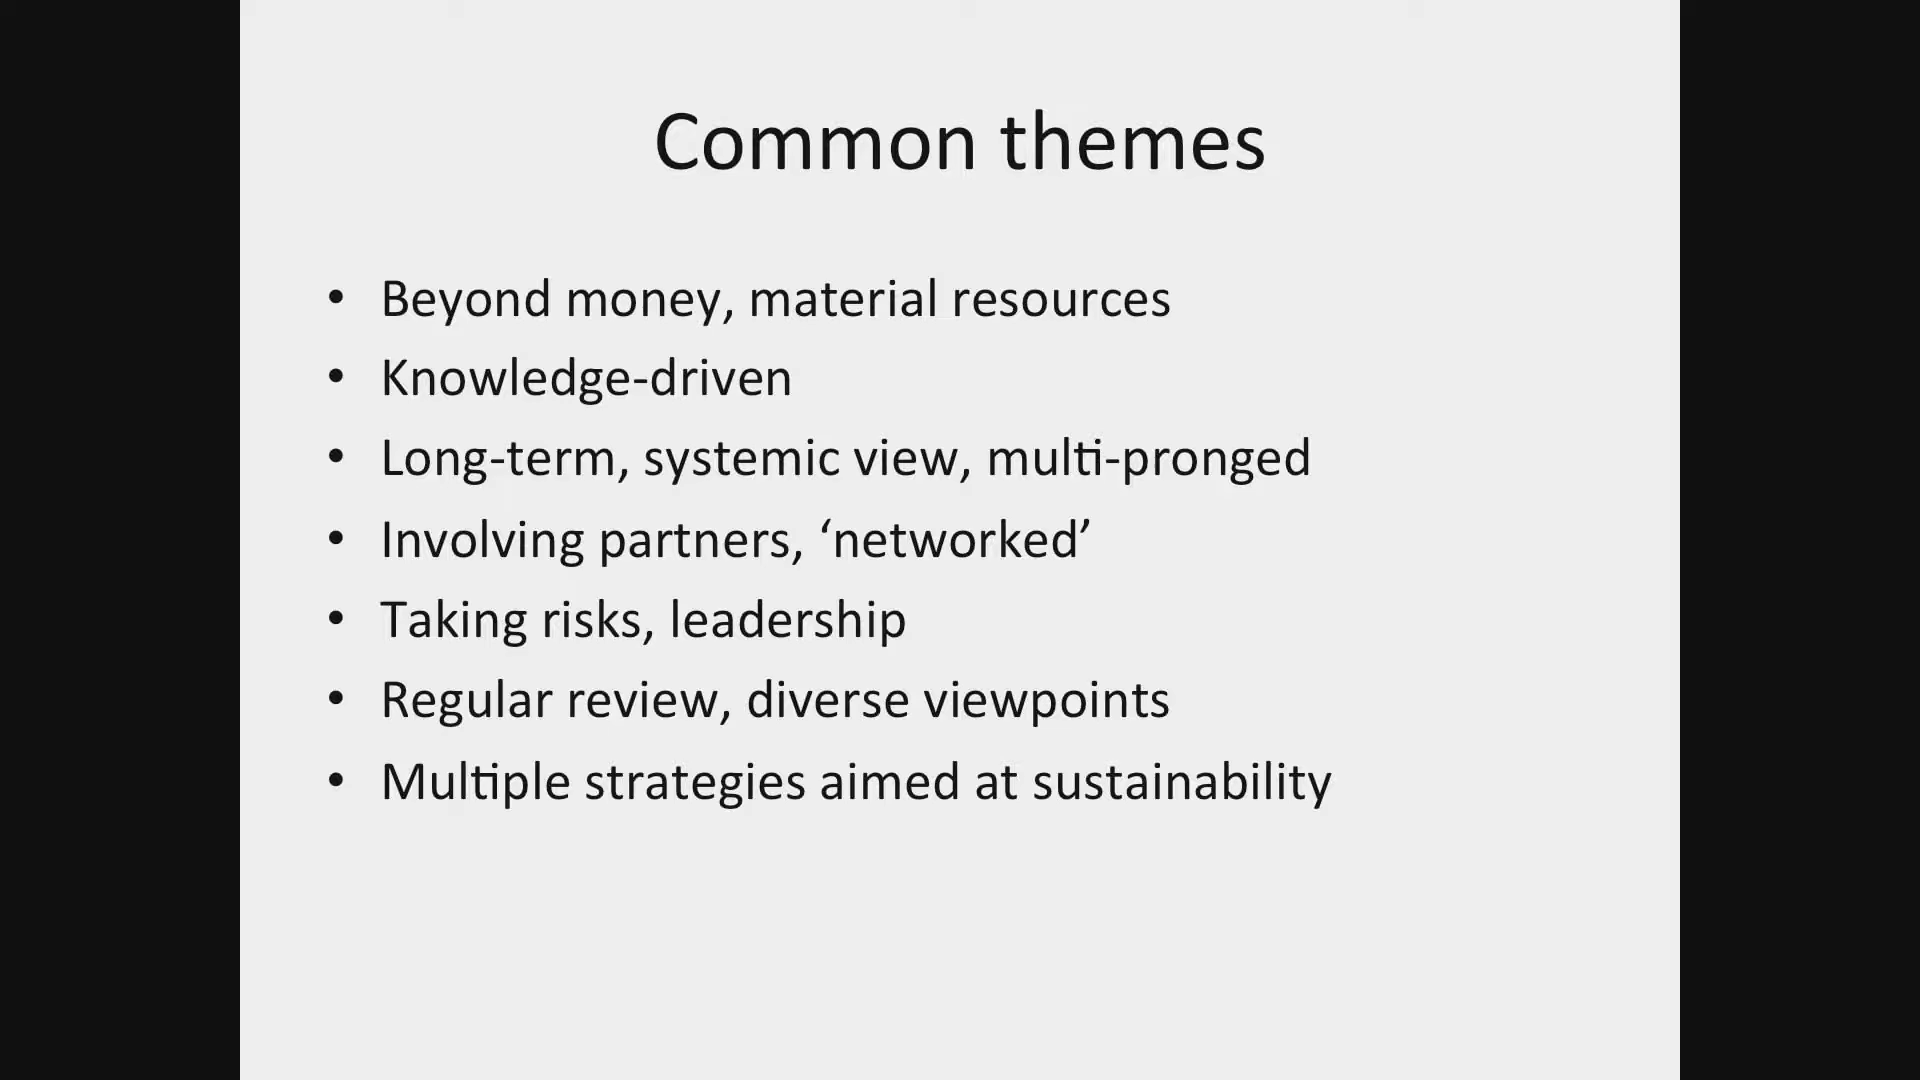 Common themes
• Beyond money, material resources
• Knowledge-driven
• Long-term, systemic view, multi-pronged
• Involving partners, ‘networked’
• Taking risks, leadership
• Regular review, diverse viewpoints
• Multiple strategies aimed at sustainability